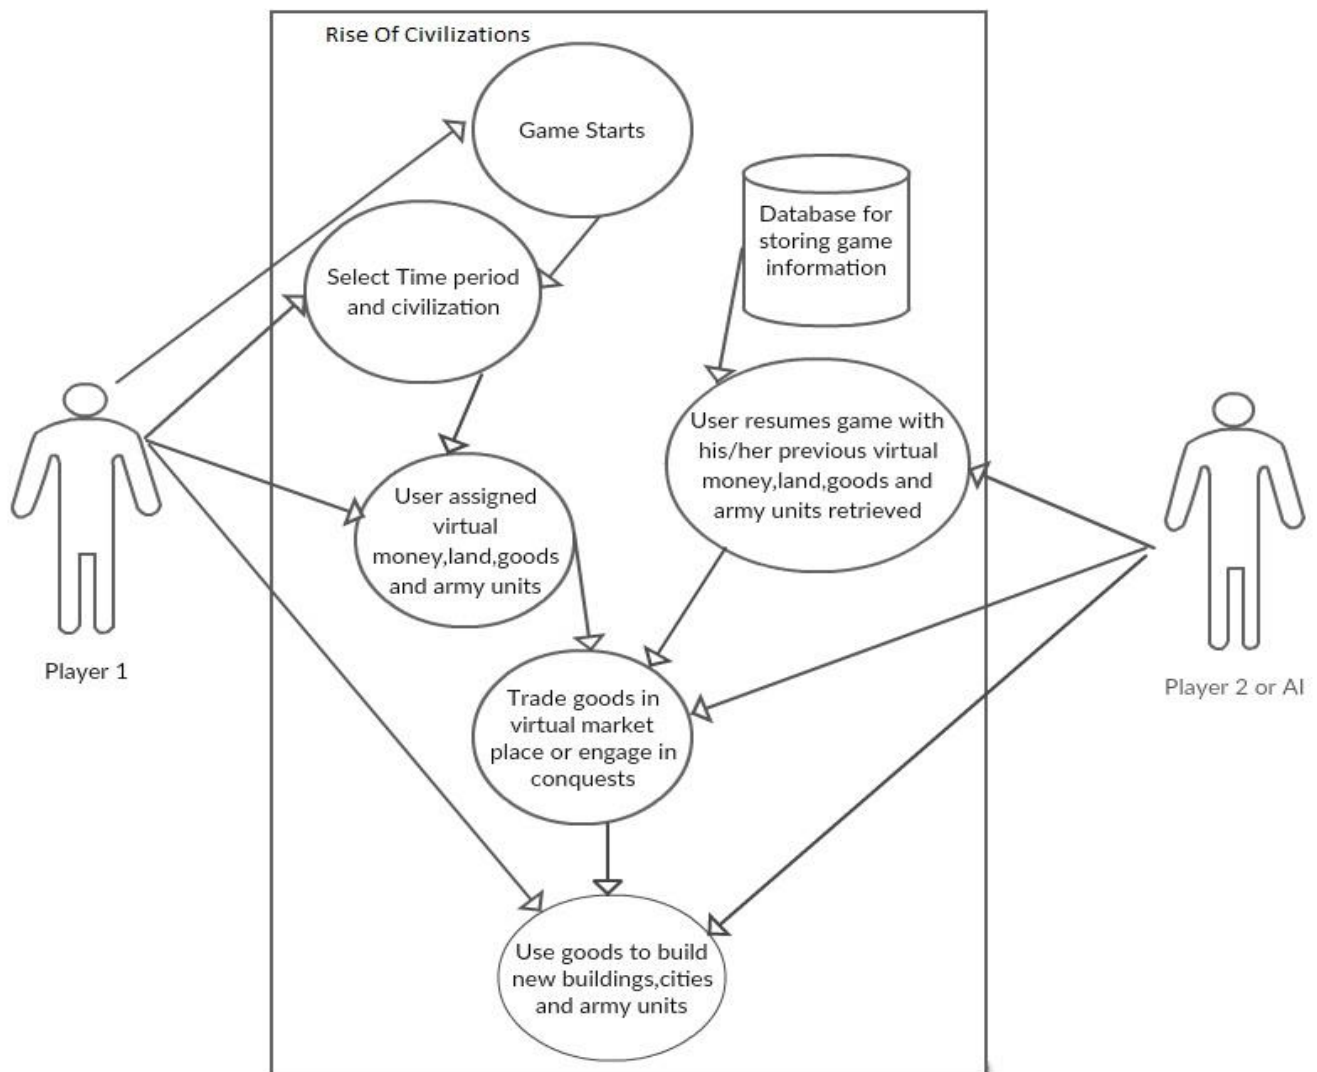 Rise Of Civilizations
Game Starts
Database for
storing game
information
Select Time period
and civilization
User resumes game with
his/her previous virtual
money,land,goods and
army units retrieved
User assigned
virtual
money,land,goods
and army units
Player 1
Player 2 or AI
Trade goods in
virtual market
place or engage in
conquests
Use goods to build
new buildings,cities
and army units